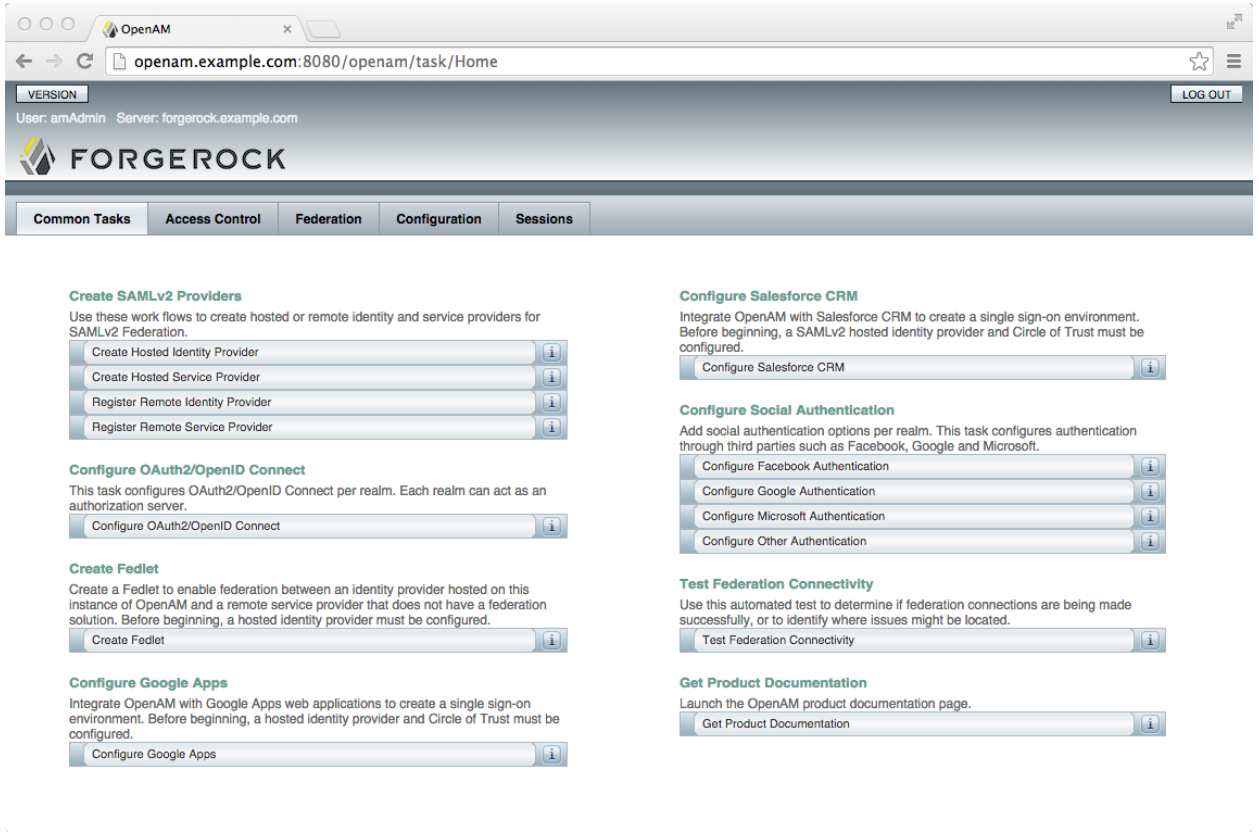 OpenAM
openam.example.com:8080/openam/task/Home
VERSION
LOG OUT
User: amAdmin Server: forgerock.example.com
FORGEROCK
Common Tasks
Access Control
Federation
Configuration
Sessions
Create SAMLv2 Providers
Use these work flows to create hosted or remote identity and service providers for
SAMLv2 Federation.
Create Hosted Identity Provider
Create Hosted Service Provider
Register Remote Identity Provider
Register Remote Service Provider
Configure OAuth2/OpenID Connect
This task configures OAuth2/OpenID Connect per realm. Each realm can act as an
authorization server.
Configure OAuth2/OpenID Connect
Create Fedlet
Create a Fedlet to enable federation between an identity provider hosted on this
instance of OpenAM and a remote service provider that does not have a federation
solution. Before beginning, a hosted identity provider must be configured.
Create Fedlet
Configure Google Apps
Integrate OpenAM with Google Apps web applications to create a single sign-on
environment. Before beginning, a hosted identity provider and Circle of Trust must be
configured.
Configure Google Apps
Configure Salesforce CRM
Integrate OpenAM with Salesforce CRM to create a single sign-on environment.
Before beginning, a SAMLv2 hosted identity provider and Circle of Trust must be
configured.
Configure Salesforce CRM
Configure Social Authentication
Add social authentication options per realm. This task configures authentication
through third parties such as Facebook, Google and Microsoft.
Configure Facebook Authentication
Configure Google Authentication
Configure Microsoft Authentication
Configure Other Authentication
Test Federation Connectivity
Use this automated test to determine if federation connections are being made
successfully, or to identify where issues might be located.
Test Federation Connectivity
Get Product Documentation
Launch the OpenAM product documentation page.
Get Product Documentation